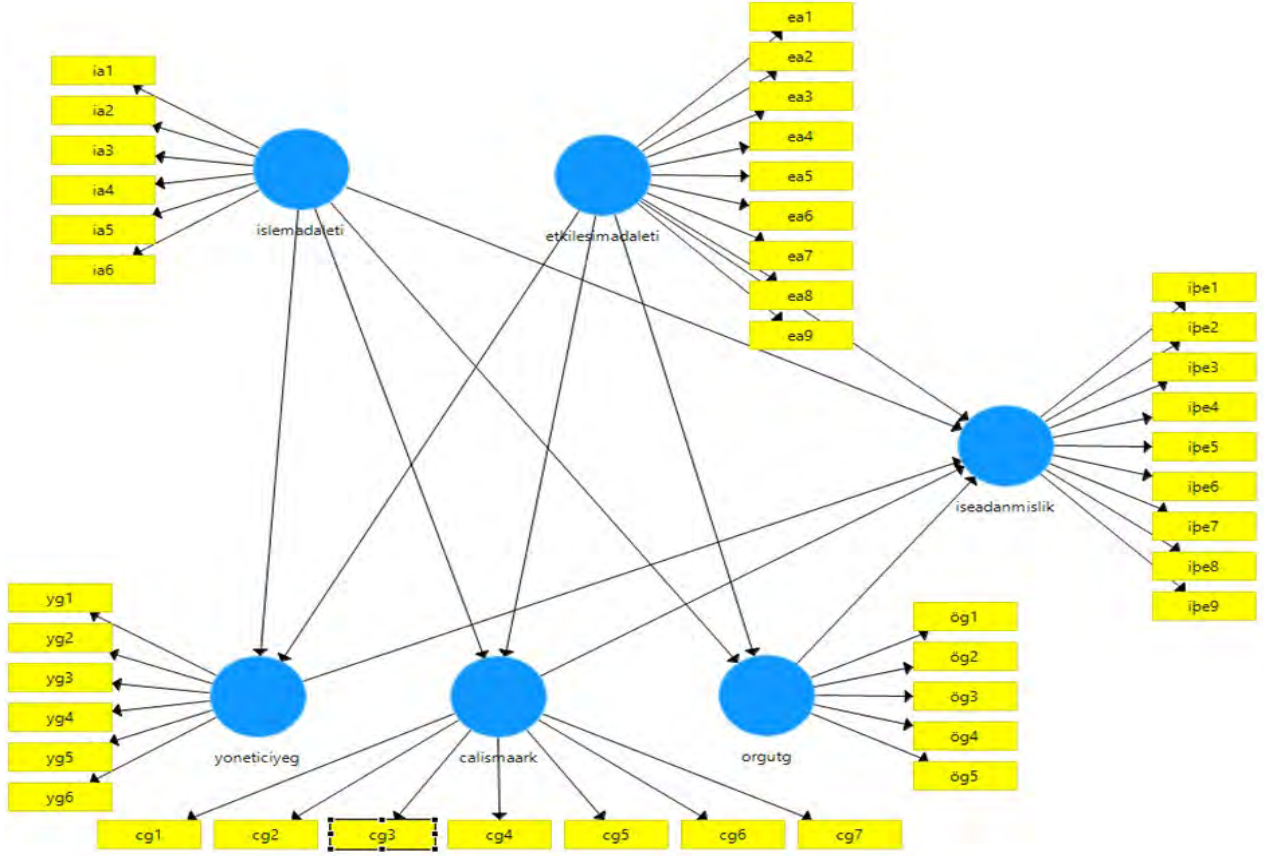 ea1
ea2
ea3
ea4
ea5
ea6
ea7
ea8
ea9
ia1
ia2
ia3
ia4
ia5
ia6
islemadaleti
etkilesimadaleti
iþe1
iþe2
iþe3
iþe4
iþe5
iþe6
iþe7
iþe8
iþe9
iseadanmislik
yg1
yg2
yg3
yg4
yg5
yg6
yoneticiyeg
calismaark
orgutg
ög1
ög2
ög3
ög4
ög5
cg1
cg2
cg3
cg4
cg5
cg6
cg7